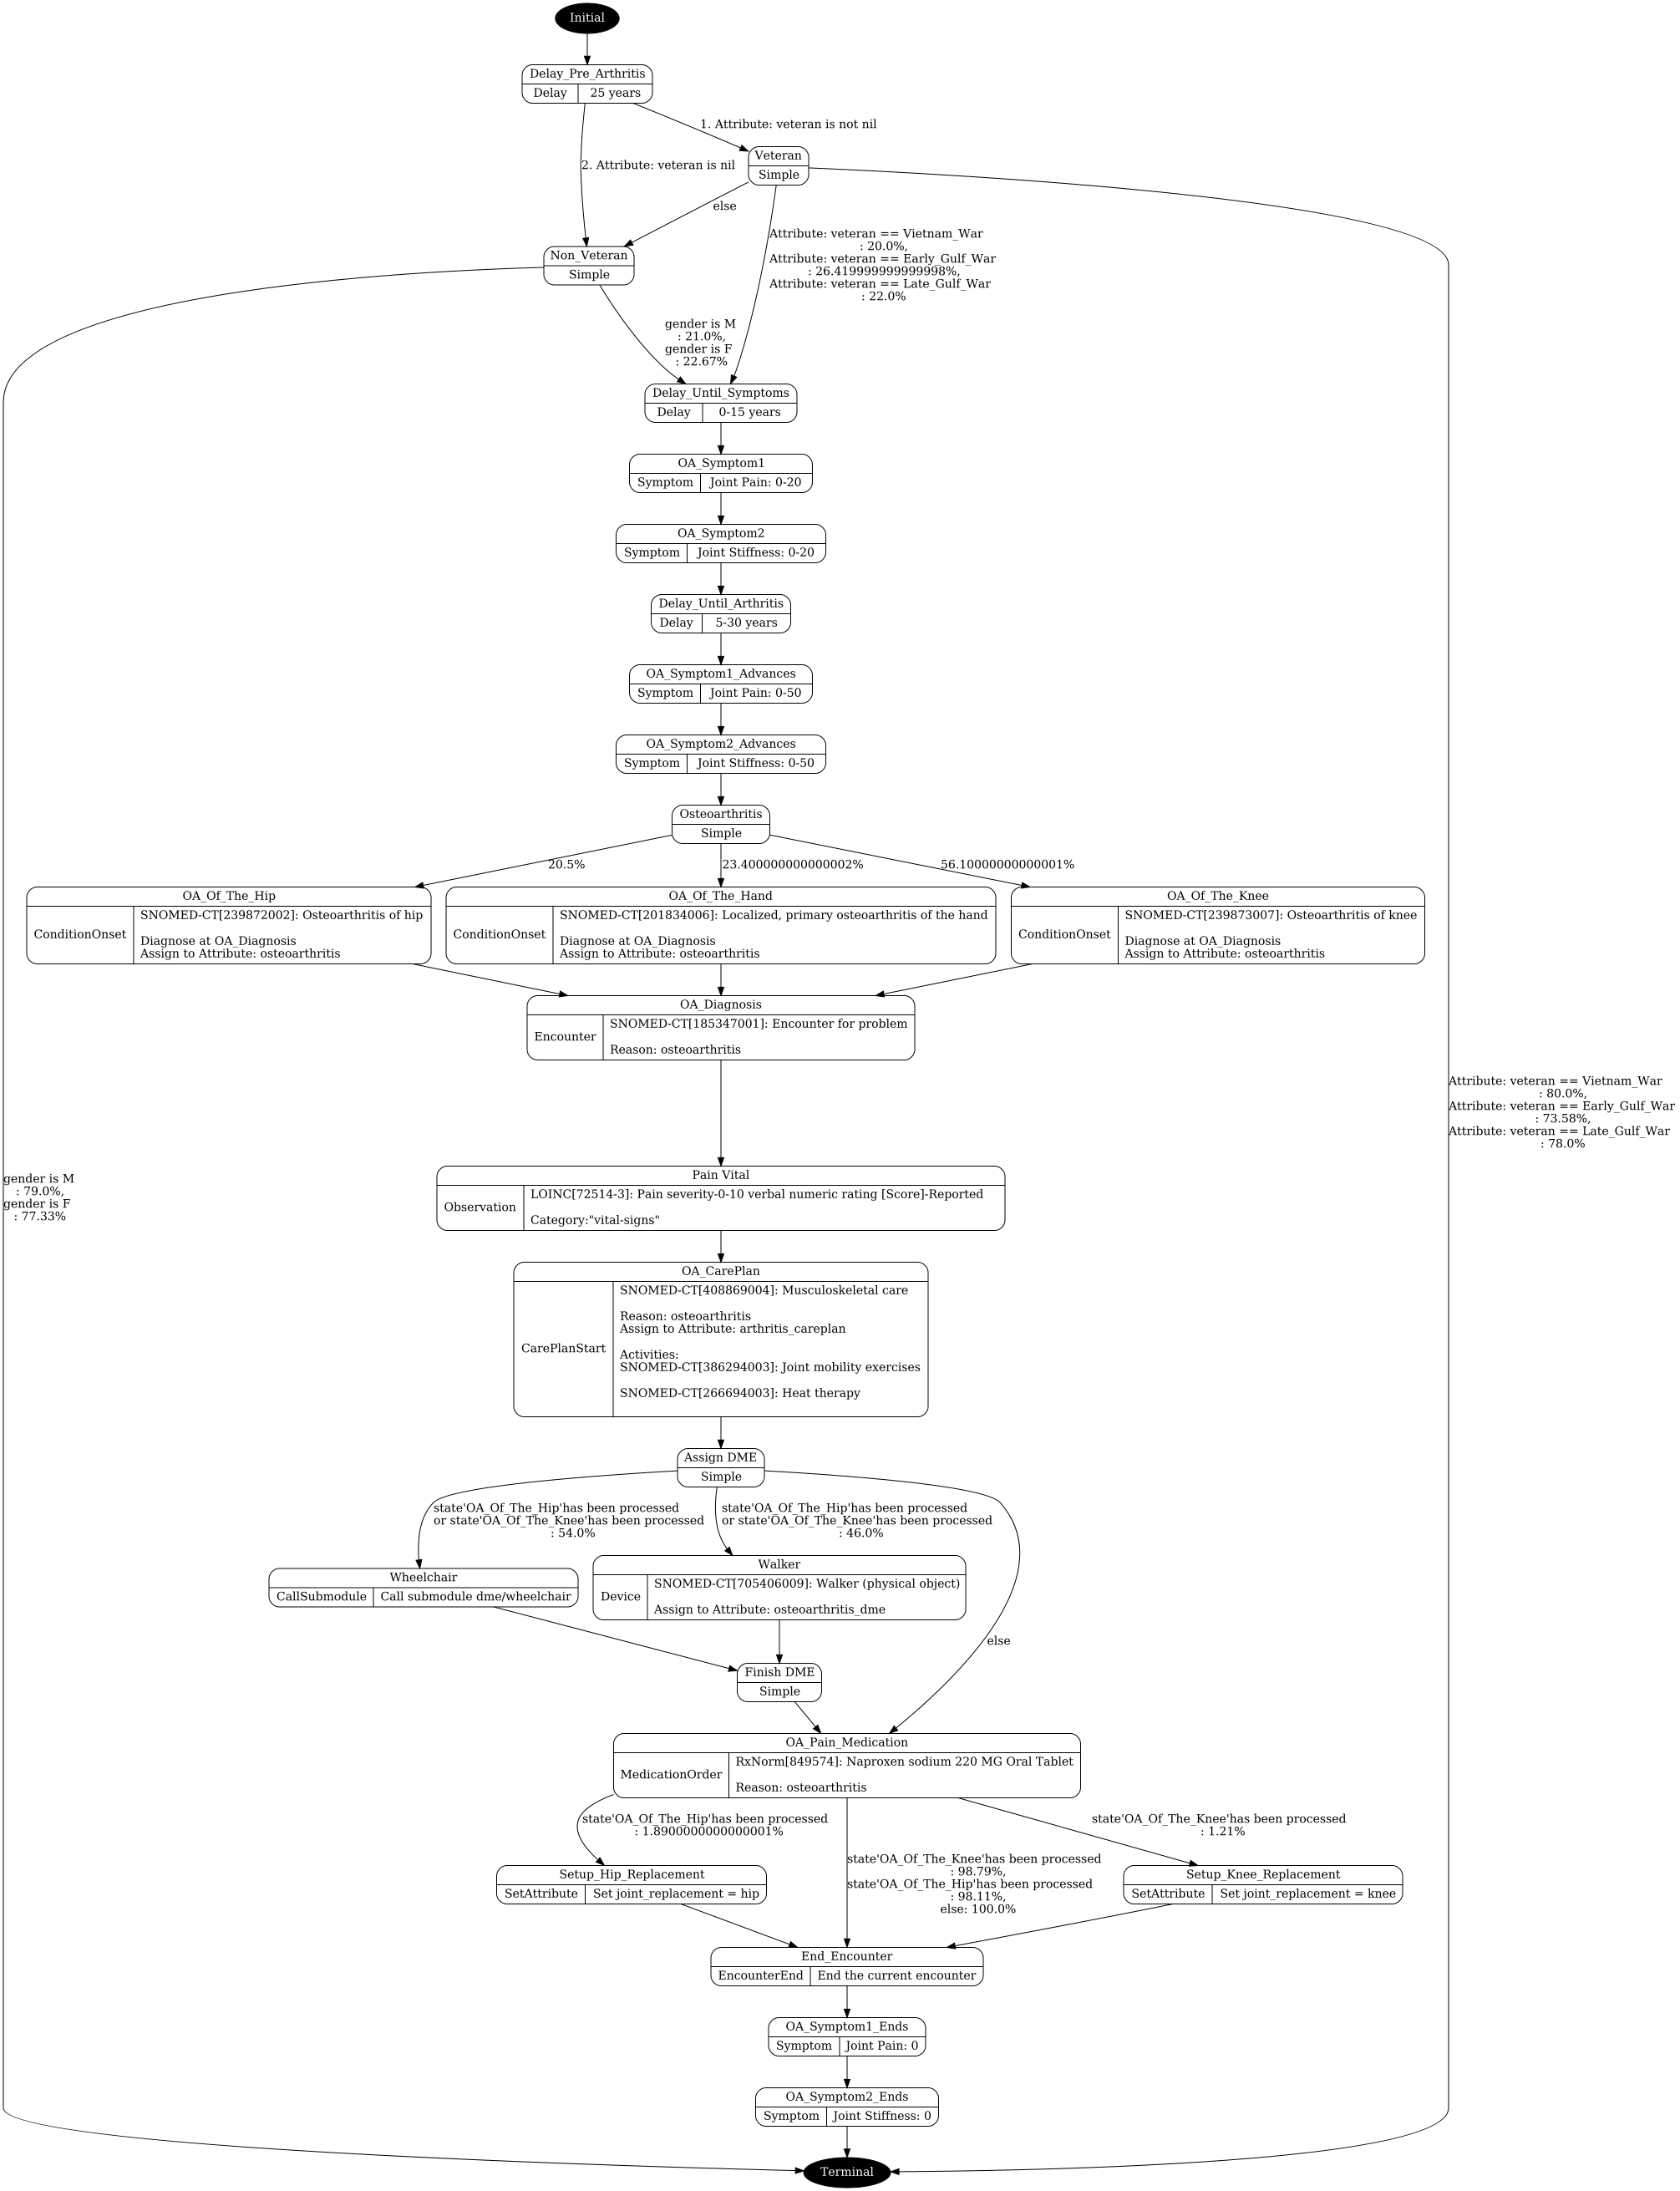 Initial
Delay_Pre_Arthritis
Delay
25 years
1. Attribute: veteran is not nil
2. Attribute: veteran is nil
Veteran
Simple
else
Attribute: veteran == Vietnam_War
: 20.0%,
Attribute: veteran == Early_Gulf_War
: 26.419999999999998%,
Attribute: veteran == Late_Gulf_War
: 22.0%
Non_Veteran
Simple
gender is M
: 21.0%,
gender is F
: 22.67%
Delay_Until_Symptoms
Delay
0-15 years
OA_Symptom1
Symptom
Joint Pain: 0-20
OA_Symptom2
Symptom
Joint Stiffness: 0-20
Delay_Until_Arthritis
Delay
5-30 years
OA_Symptom1_Advances
Symptom
Joint Pain: 0-50
OA_Symptom2_Advances
Symptom
Joint Stiffness: 0-50
Osteoarthritis
Simple
20.5%
23.400000000000002%
56.10000000000001%
OA_Of_The_Hip
ConditionOnset
SNOMED-CT[239872002]: Osteoarthritis of hip
Diagnose at OA_Diagnosis
Assign to Attribute: osteoarthritis
OA_Of_The_Hand
ConditionOnset
SNOMED-CT[201834006]: Localized, primary osteoarthritis of the hand
Diagnose at OA_Diagnosis
Assign to Attribute: osteoarthritis
OA_Of_The_Knee
ConditionOnset
SNOMED-CT[239873007]: Osteoarthritis of knee
Diagnose at OA_Diagnosis
Assign to Attribute: osteoarthritis
OA_Diagnosis
Encounter
SNOMED-CT[185347001]: Encounter for problem
Reason: osteoarthritis
Attribute: veteran == Vietnam_War
: 80.0%,
Attribute: veteran == Early_Gulf_War
: 73.58%,
Attribute: veteran == Late_Gulf_War
: 78.0%
gender is M
: 79.0%,
gender is F
: 77.33%
Pain Vital
Observation
LOINC[72514-3]: Pain severity-0-10 verbal numeric rating [Score]-Reported
Category:"vital-signs"
OA_CarePlan
CarePlanStart
SNOMED-CT[408869004]: Musculoskeletal care
Reason: osteoarthritis
Assign to Attribute: arthritis_careplan
Activities:
SNOMED-CT[386294003]: Joint mobility exercises
SNOMED-CT[266694003]: Heat therapy
Assign DME
Simple
state'OA_Of_The_Hip'has been processed
or state'OA_Of_The_Knee'has been processed
: 54.0%
state'OA_Of_The_Hip'has been processed
or state'OA_Of_The_Knee'has been processed
: 46.0%
Wheelchair
CallSubmodule
Call submodule dme/wheelchair
Walker
Device
SNOMED-CT[705406009]: Walker (physical object)
Assign to Attribute: osteoarthritis_dme
else
Finish DME
Simple
OA_Pain_Medication
MedicationOrder
RxNorm[849574]: Naproxen sodium 220 MG Oral Tablet
Reason: osteoarthritis
state'OA_Of_The_Hip'has been processed
: 1.8900000000000001%
state'OA_Of_The_Knee'has been processed
: 98.79%,
state'OA_Of_The_Hip'has been processed
: 98.11%,
else: 100.0%
state'OA_Of_The_Knee'has been processed
: 1.21%
Setup_Hip_Replacement
SetAttribute
Set joint_replacement = hip
Setup_Knee_Replacement
SetAttribute
Set joint_replacement = knee
End_Encounter
EncounterEnd
End the current encounter
OA_Symptom1_Ends
Symptom
Joint Pain: 0
OA_Symptom2_Ends
Symptom
Joint Stiffness: 0
Terminal